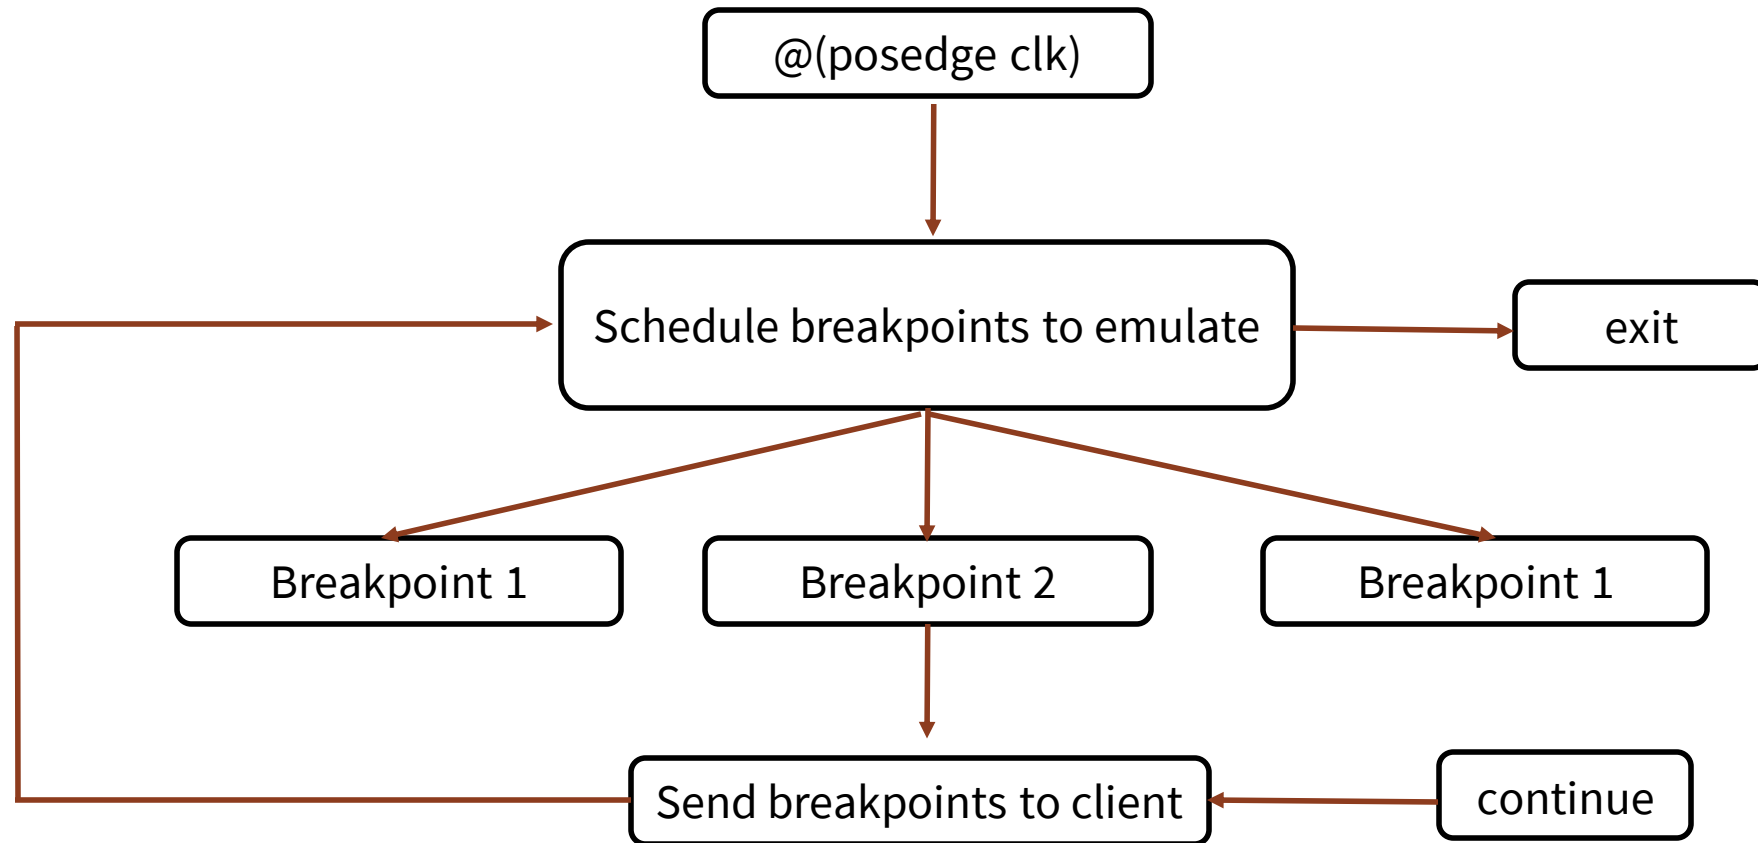 @(posedge clk)
Schedule breakpoints to emulate
exit
Breakpoint 1
Breakpoint 2
Breakpoint 1
Send breakpoints to client
continue